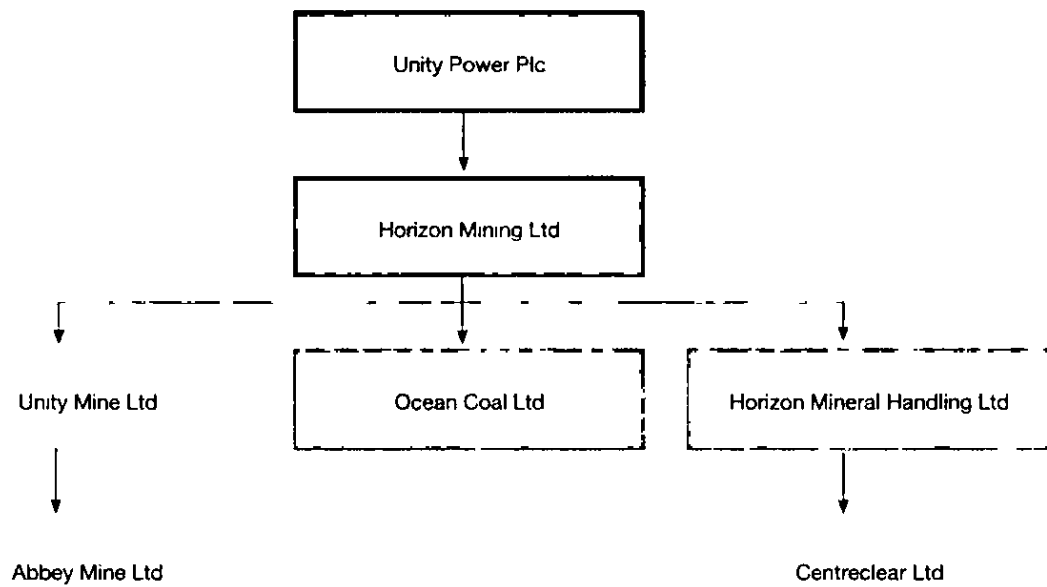 Unity Power Plc
Horizon Mining Ltd
Unity Mine Ltd
Ocean Coal Ltd
Horizon Mineral Handling Ltd
Abbey Mine Ltd
Centreclear Ltd